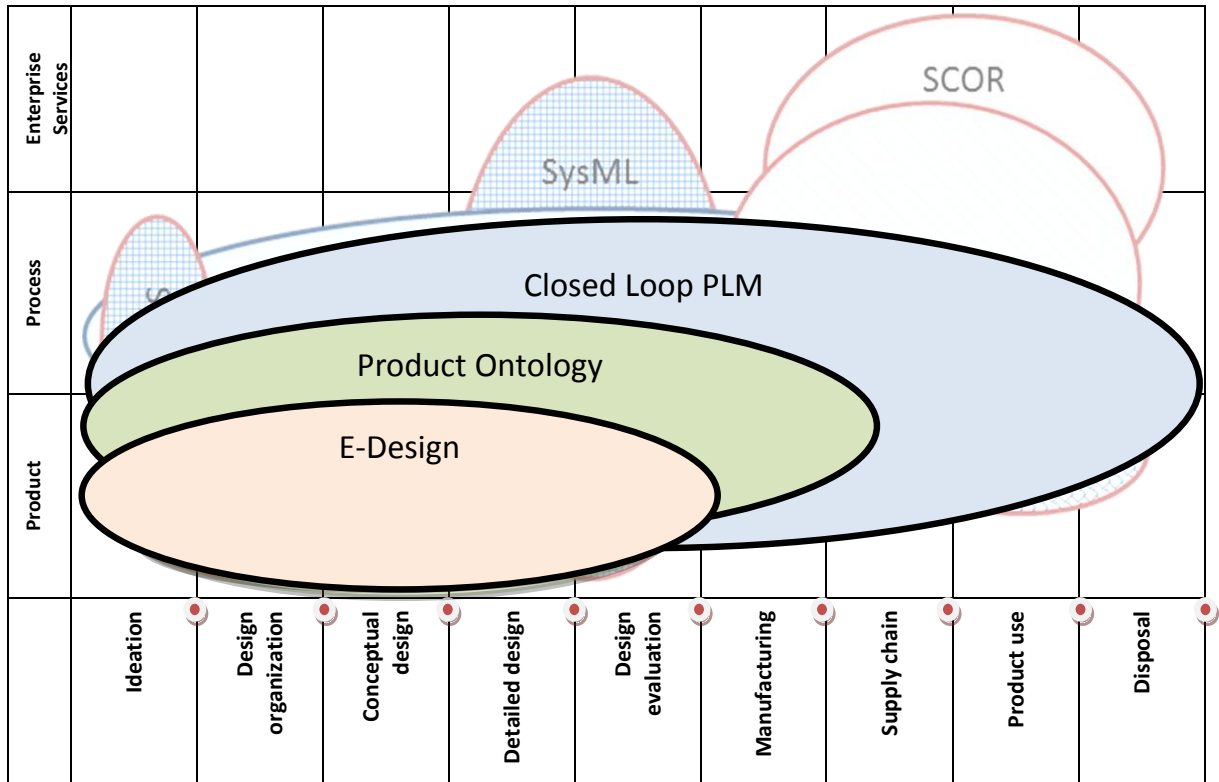 Enterprise
Services
SCOR
SysML
Process
S
Closed Loop PLM
Product Ontology
Product
E-Design
Ideation
Design
organization
Conceptual
design
Detailed design
Design
evaluation
Manufacturing
Supply chain
Product use
Disposal